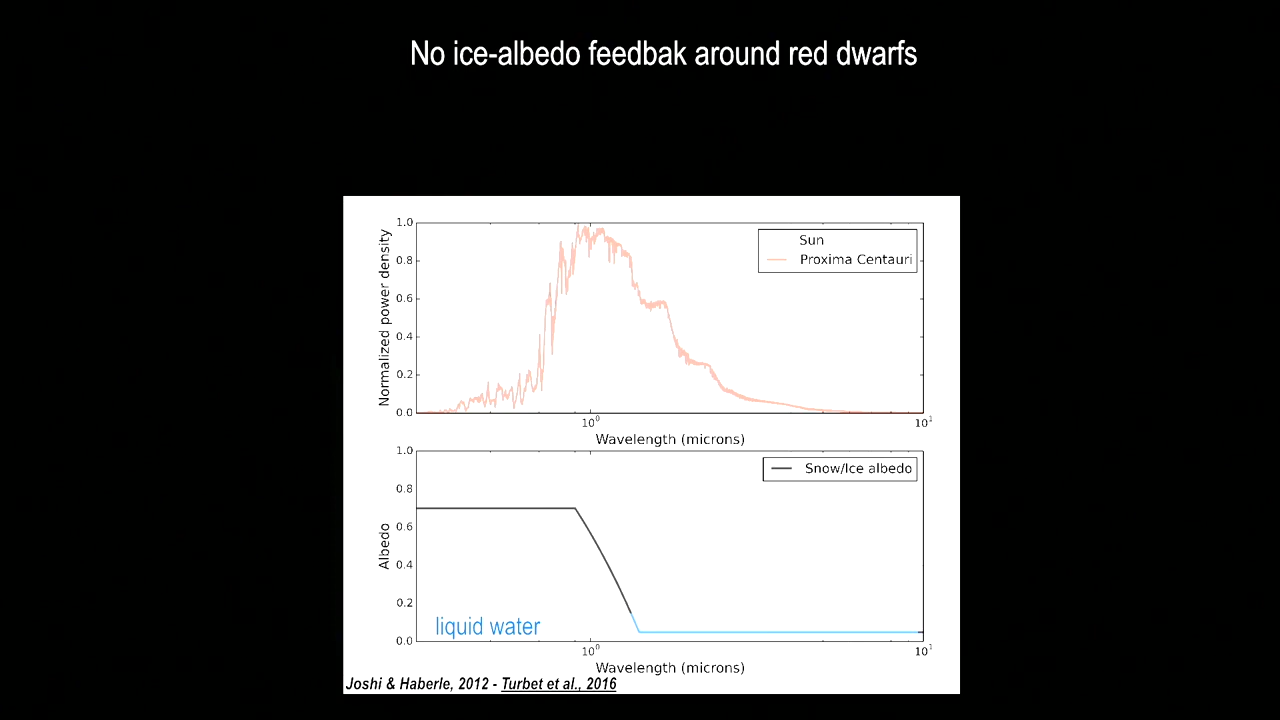 No ice-albedo feedbak around red dwarfs
1.0
0.8
0.6
0.4
0.2
0.0
Normalized power density
Sun
Proxima Centauri
10⁰
10¹
Wavelength (microns)
1.0
0.8
0.6
0.4
0.2
0.0
Albedo
Snow/Ice albedo
liquid water
10⁰
10¹
Wavelength (microns)
Joshi & Haberle, 2012 - Turbet et al., 2016